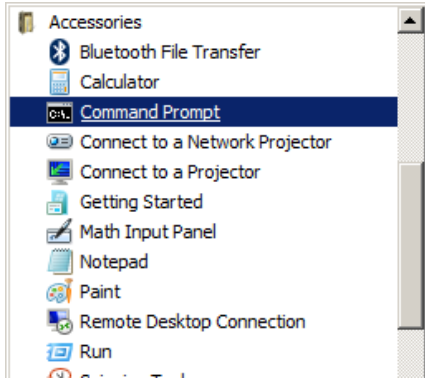 Accessories
Bluetooth File Transfer
Calculator
Command Prompt
Connect to a Network Projector
Connect to a Projector
Getting Started
Math Input Panel
Notepad
Paint
Remote Desktop Connection
Run